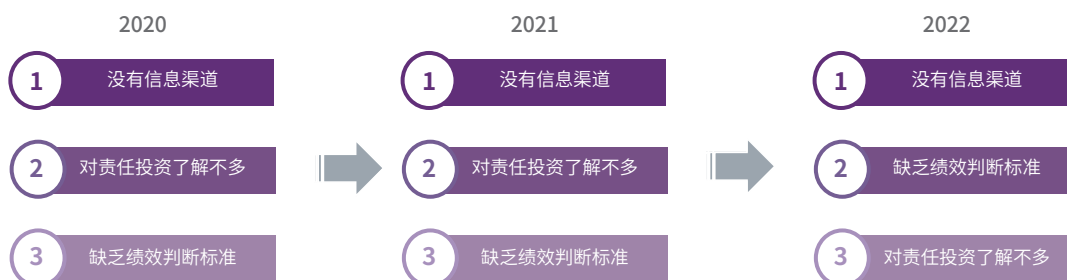 2020
2021
2022
1 没有信息渠道
1 没有信息渠道
1 没有信息渠道
2 对责任投资了解不多
2 对责任投资了解不多
2 缺乏绩效判断标准
3 缺乏绩效判断标准
3 缺乏绩效判断标准
3 对责任投资了解不多